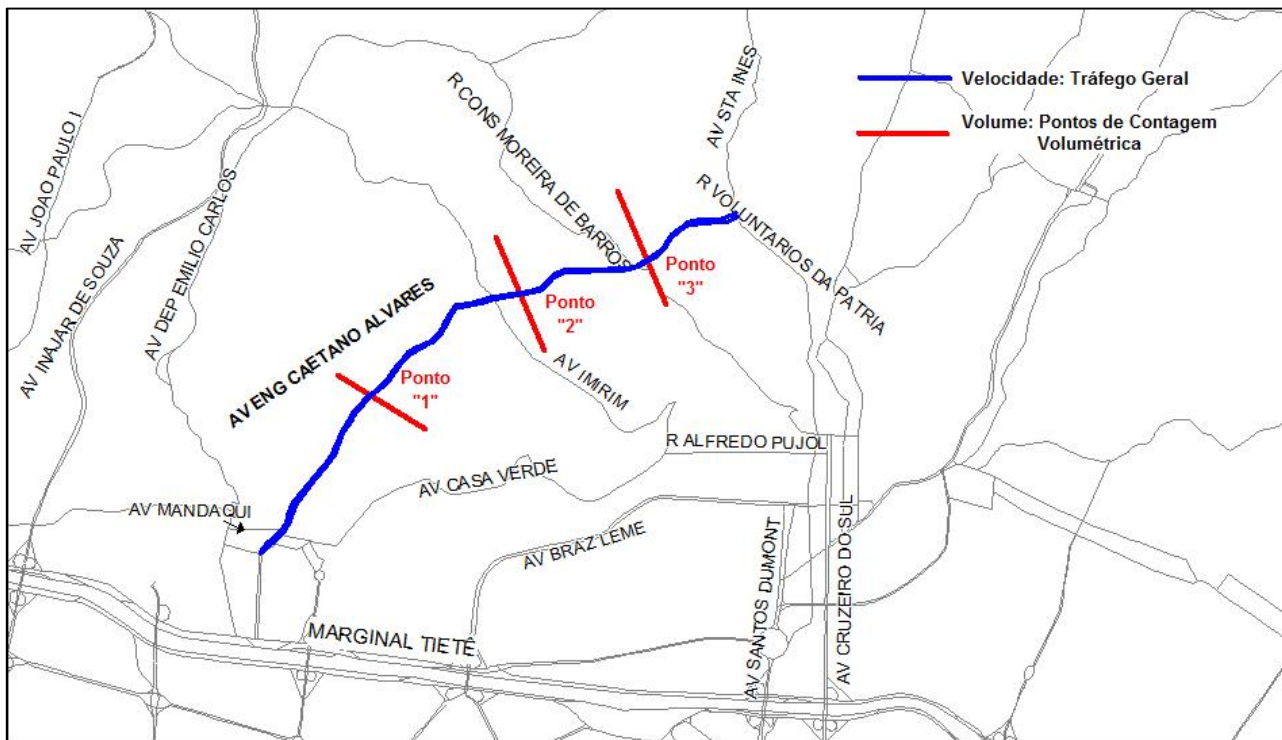 Velocidade: Tráfego Geral
Volume: Pontos de Contagem
Volumétrica
AV JOAO PAULO I
R CONS MOREIRA DE BARROS
AV STA INES
R VOLUNTARIOS DA PATRIA
AV INAJAR DE SOUZA
AV DEP EMILIO CARLOS
AV ENG CAETANO ALVARES
Ponto
"3"
Ponto
"2"
Ponto
"1"
AV IMIRIM
R ALFREDO PUJOL
AV CASA VERDE
AV MANDAQUI
AV BRAZ LEME
AV SANTOS DUMONT
AV CRUZEIRO DO SUL
MARGINAL TIETÊ